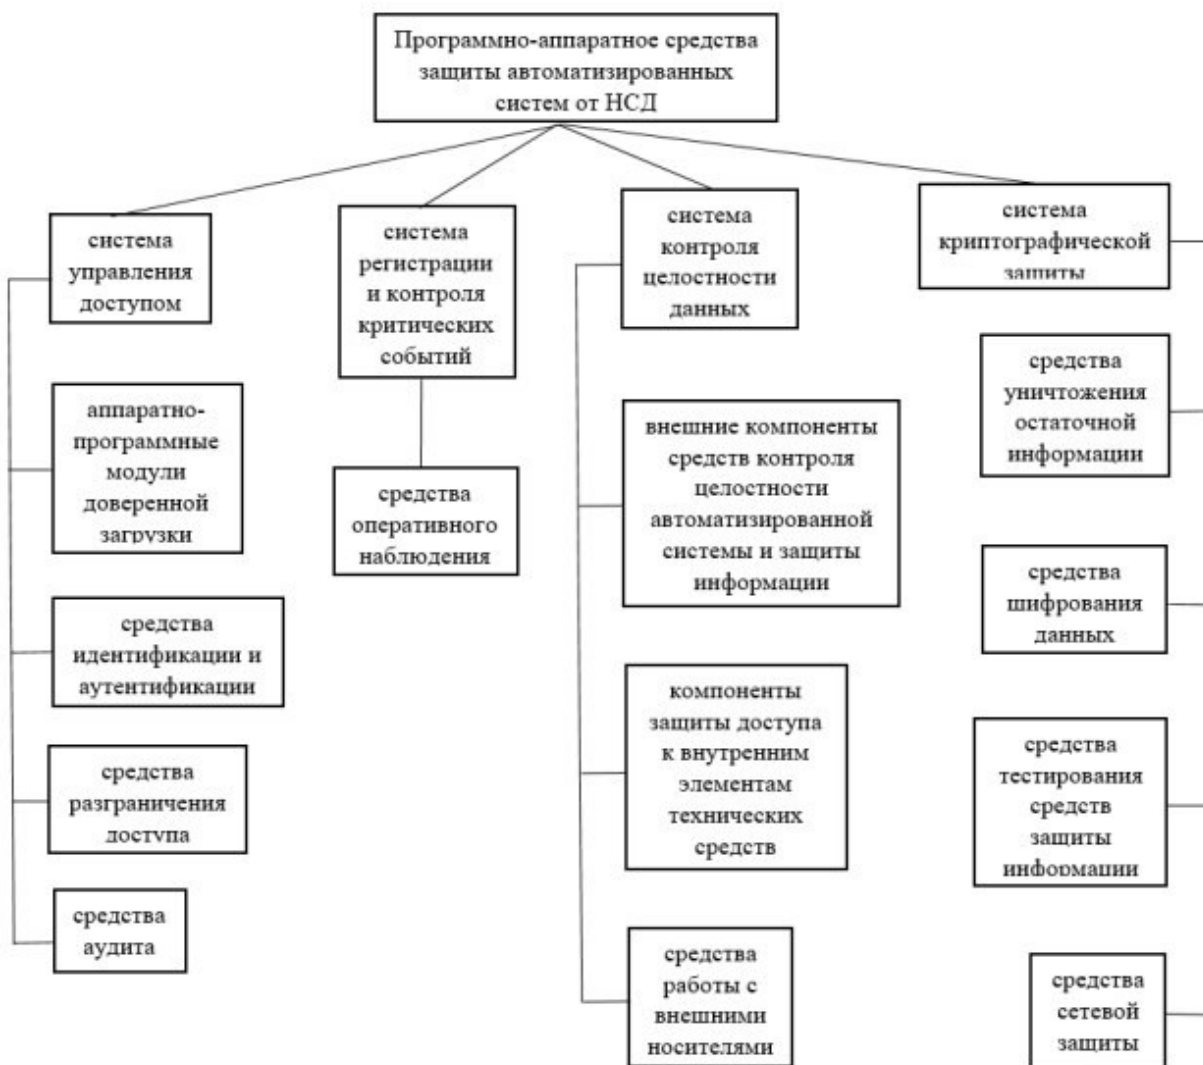 Программно-аппаратное средства
защиты автоматизированных
систем от НСД
система
управления
доступом
аппаратно-
программные
модули
доверенной
загрузки
средства
идентификации и
аутентификации
средства
разграничения
доступа
средства
аудита
система
регистрации
и контроля
критических
событий
средства
оперативного
наблюдения
система
контроля
целостности
данных
внешние компоненты
средств контроля
целостности
автоматизированной
системы и защиты
информации
компоненты
защиты доступа
к внутренним
элементам
технических
средств
средства
работы с
внешними
носителями
система
криптографической
защиты
средства
уничтожения
остаточной
информации
средства
шифрования
данных
средства
тестирования
средств
защиты
информации
средства
сетевой
защиты